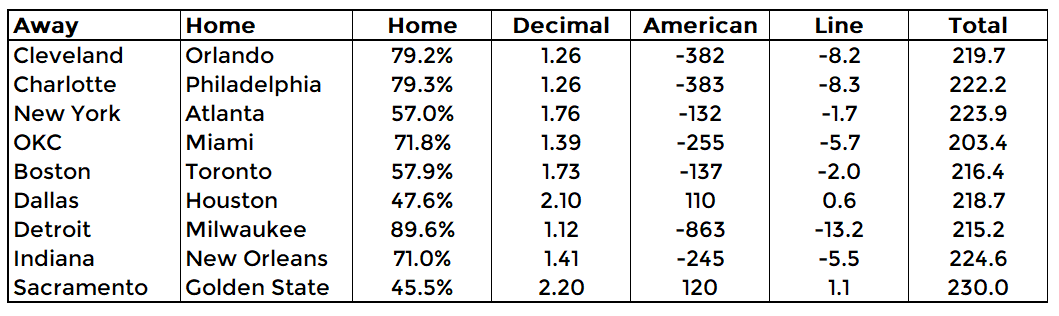 Away Home Home Decimal American Line Total
Cleveland Orlando 79.2% 1.26 -382 -8.2 219.7
Charlotte Philadelphia 79.3% 1.26 -383 -8.3 222.2
New York Atlanta 57.0% 1.76 -132 -1.7 223.9
OKC Miami 71.8% 1.39 -255 -5.7 203.4
Boston Toronto 57.9% 1.73 -137 -2.0 216.4
Dallas Houston 47.6% 2.10 110 0.6 218.7
Detroit Milwaukee 89.6% 1.12 -863 -13.2 215.2
Indiana New Orleans 71.0% 1.41 -245 -5.5 224.6
Sacramento Golden State 45.5% 2.20 120 1.1 230.0